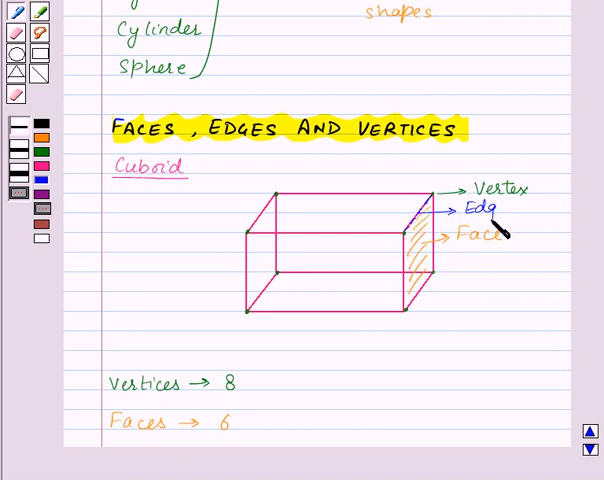 shapes
Cylinder
Sphere
FACES, EDGES AND VERTICES
Cuboid
Vertex
Edg
Face
Vertices → 8
Faces → 6